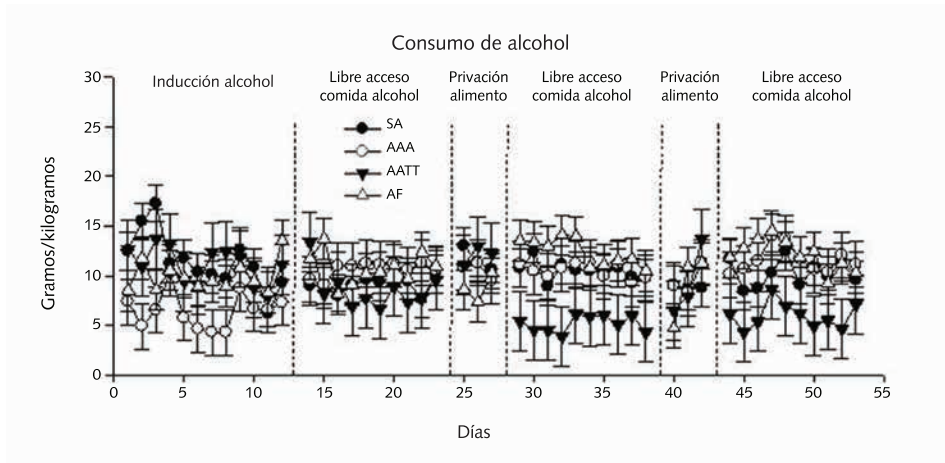 Consumo de alcohol
Inducción alcohol
Libre acceso
comida alcohol
Privación
alimento
Libre acceso
comida alcohol
Privación
alimento
Libre acceso
comida alcohol
SA
AAA
AATT
AF
Gramos/kilogramos
30
25
20
15
10
5
0
0 5 10 15 20 25 30 35 40 45 50 55
Días